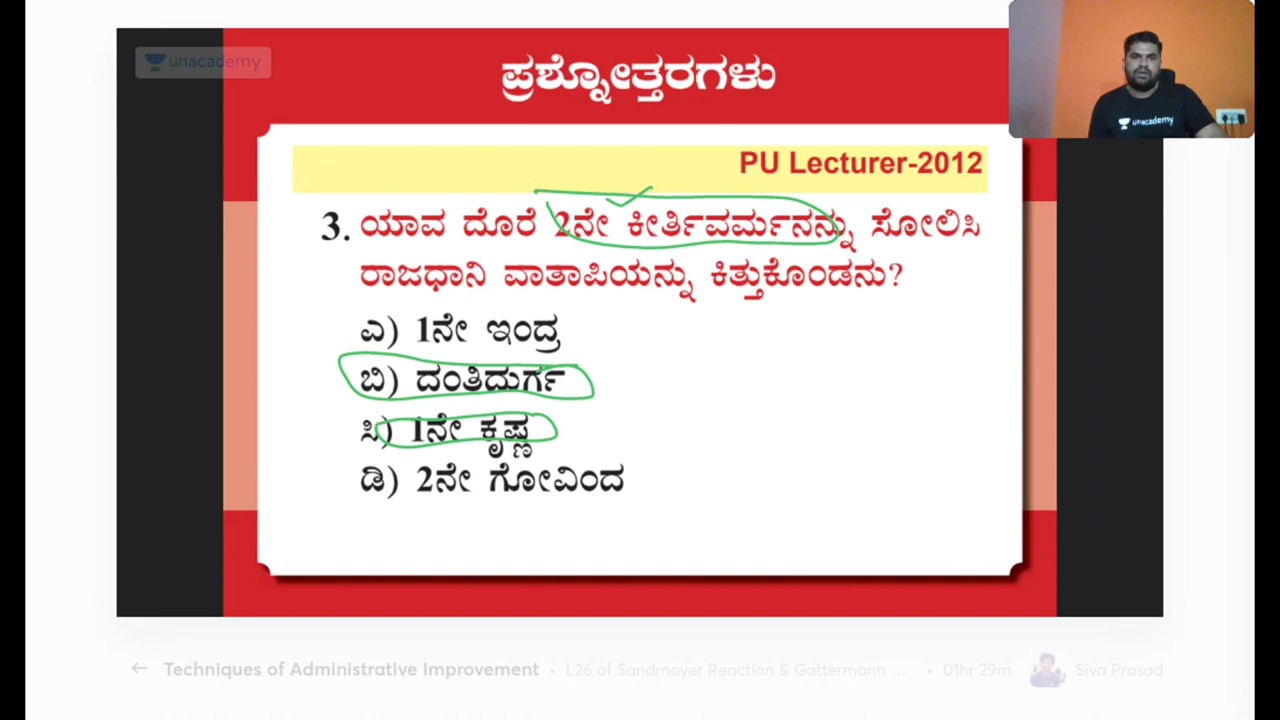 unacademy
ಪ್ರಶ್ನೋತ್ತರಗಳು
unacademy
PU Lecturer-2012
3. ಯಾವ ದೊರೆ 2ನೇ ಕೀರ್ತಿವರ್ಮನನ್ನು ಸೋಲಿಸಿ
ರಾಜಧಾನಿ ವಾತಾಪಿಯನ್ನು ಕಿತ್ತುಕೊಂಡನು?
ಎ) 1ನೇ ಇಂದ್ರ
ಬಿ) ದಂತಿದುರ್ಗ
ಸಿ) 1ನೇ ಕೃಷ್ಣ
ಡಿ) 2ನೇ ಗೋವಿಂದ
Techniques of Administrative Improvement • L26 of Sandmayer Reaction & Gattermann ... • 01hr 29m Siva Prasad